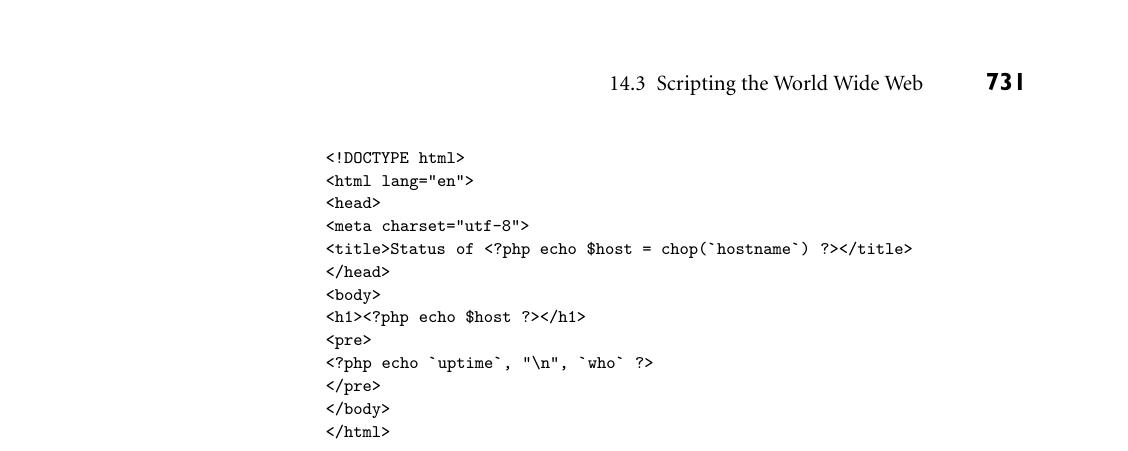 14.3 Scripting the World Wide Web 731
<!DOCTYPE html>
<html lang="en">
<head>
<meta charset="utf-8">
<title>Status of <?php echo $host = chop(`hostname`) ?></title>
</head>
<body>
<h1><?php echo $host ?></h1>
<pre>
<?php echo `uptime`, "\n", `who` ?>
</pre>
</body>
</html>